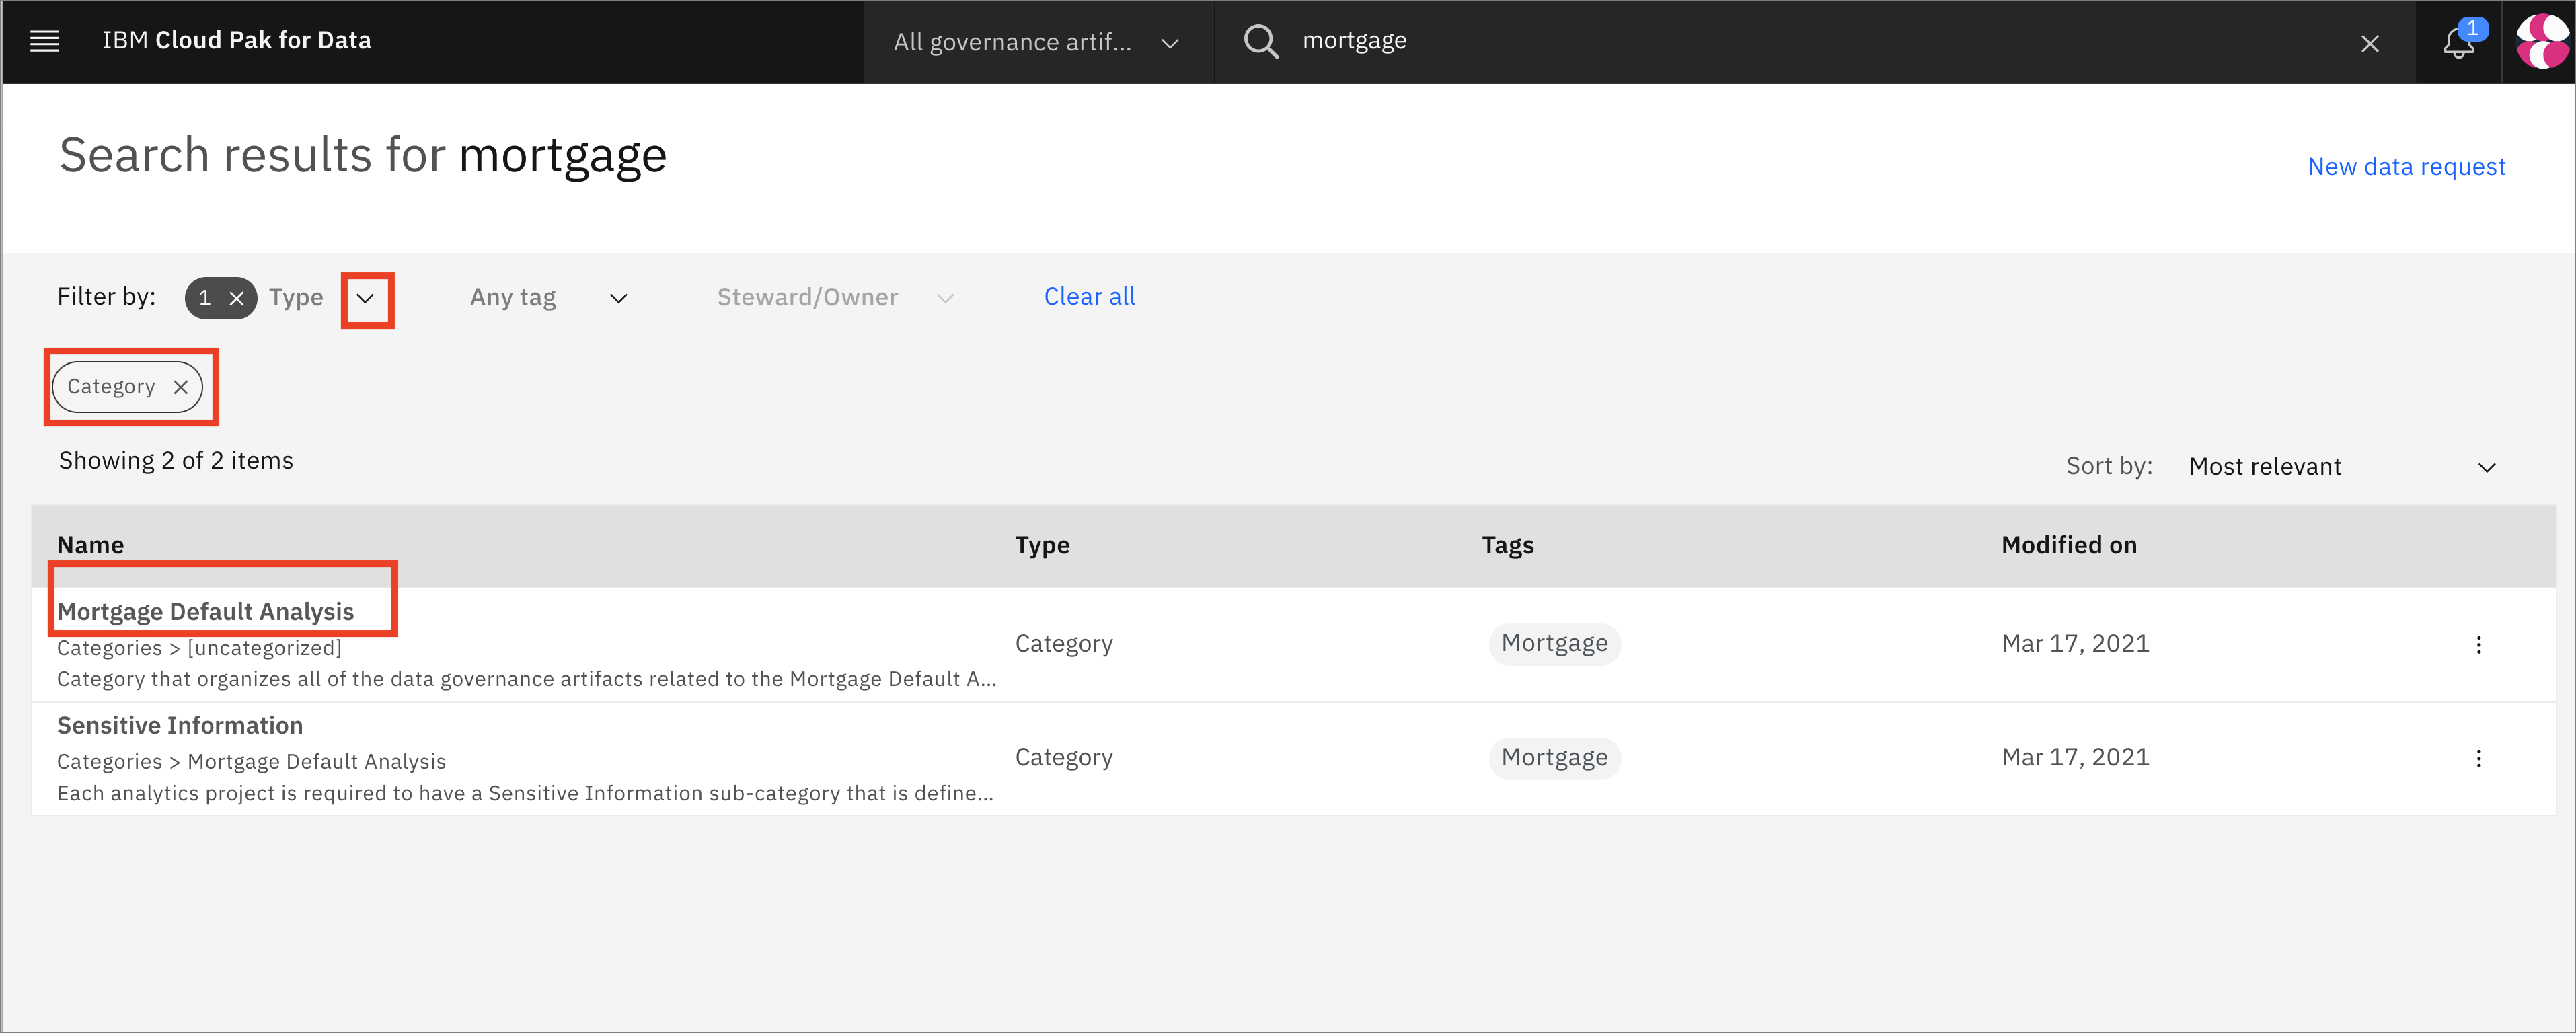 IBM Cloud Pak for Data
All governance artif...
mortgage
1
Search results for mortgage
New data request
Filter by:
1
Type
Any tag
Steward/Owner
Clear all
Category
Showing 2 of 2 items
Sort by:
Most relevant
Name
Type
Tags
Modified on
Mortgage Default Analysis
Categories > [uncategorized]
Category that organizes all of the data governance artifacts related to the Mortgage Default A...
Category
Mortgage
Mar 17, 2021
Sensitive Information
Categories > Mortgage Default Analysis
Each analytics project is required to have a Sensitive Information sub-category that is define...
Category
Mortgage
Mar 17, 2021